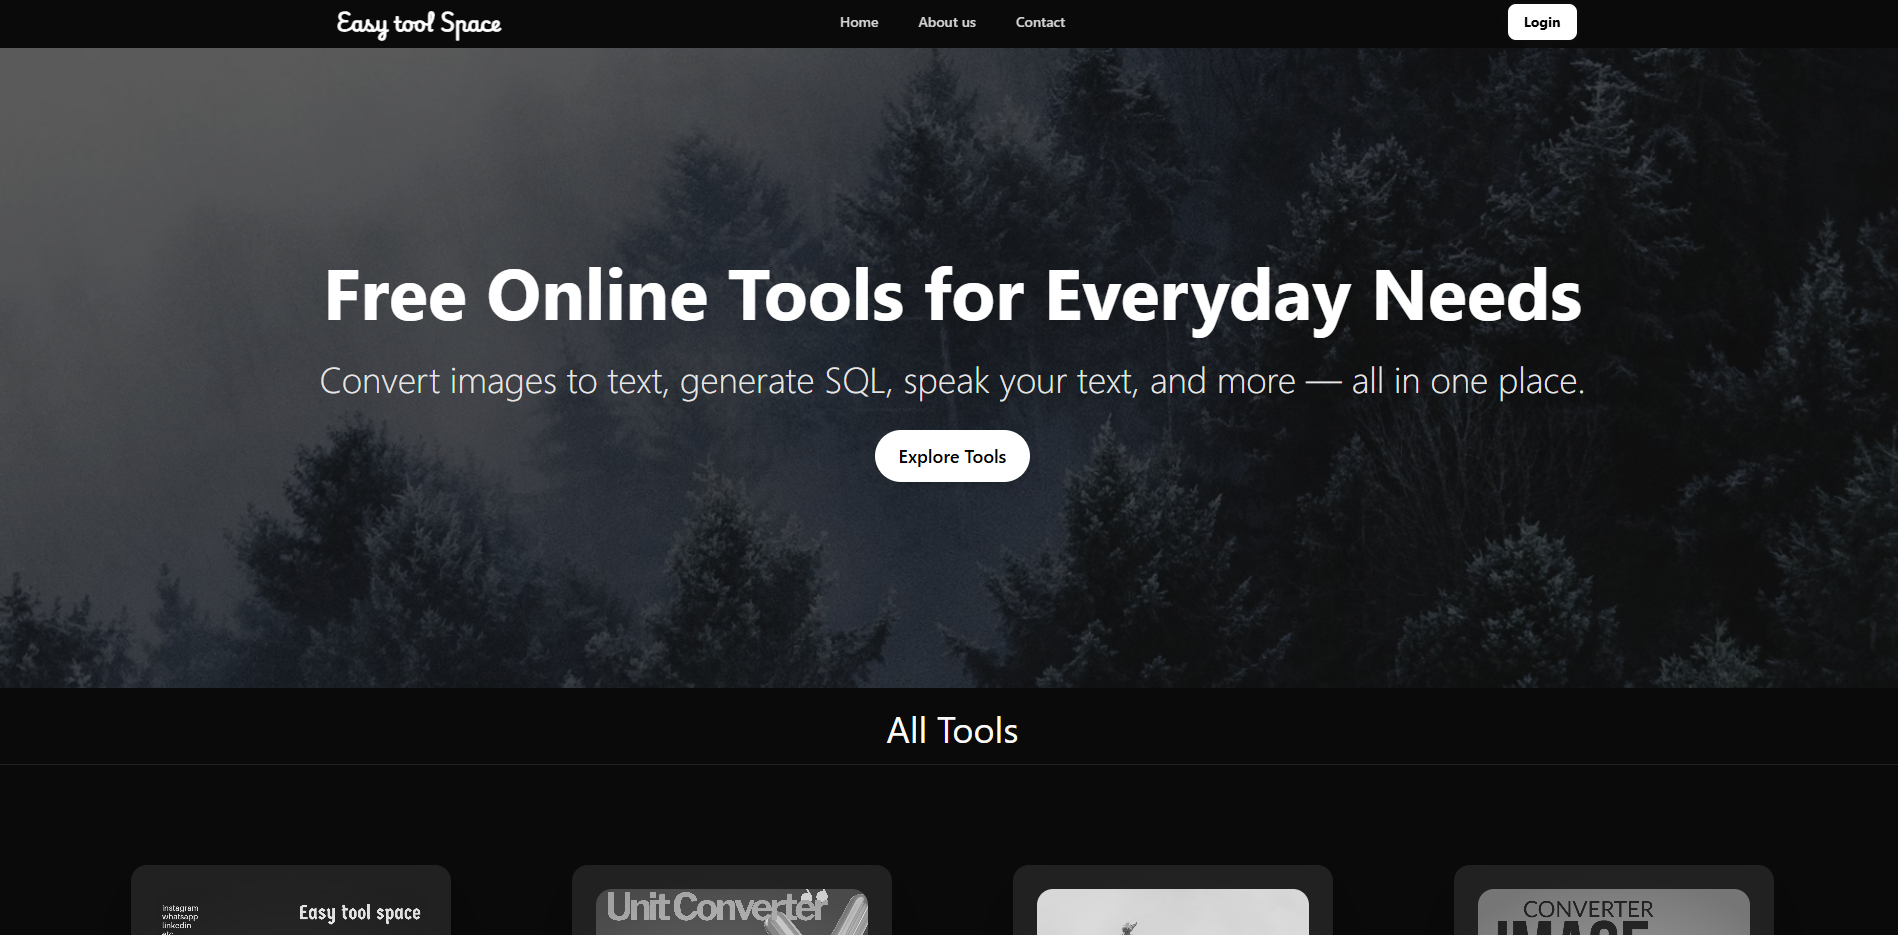 Easy tool Space
Home
About us
Contact
Login
Free Online Tools for Everyday Needs
Convert images to text, generate SQL, speak your text, and more — all in one place.
Explore Tools
All Tools
instagram
whatsapp
linkedin
etc
Easy tool space
Unit Converter
CONVERTER
IMAGE